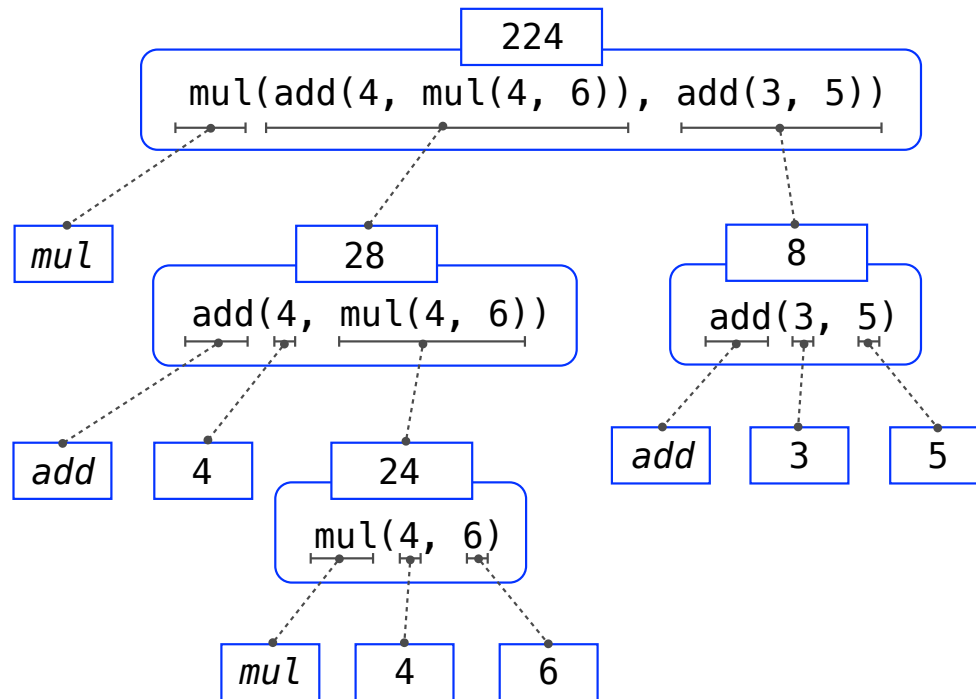 224
mul(add(4, mul(4, 6)), add(3, 5))
mul
28
8
add(4, mul(4, 6))
add(3, 5)
add
4
24
add
3
5
mul(4, 6)
mul
4
6